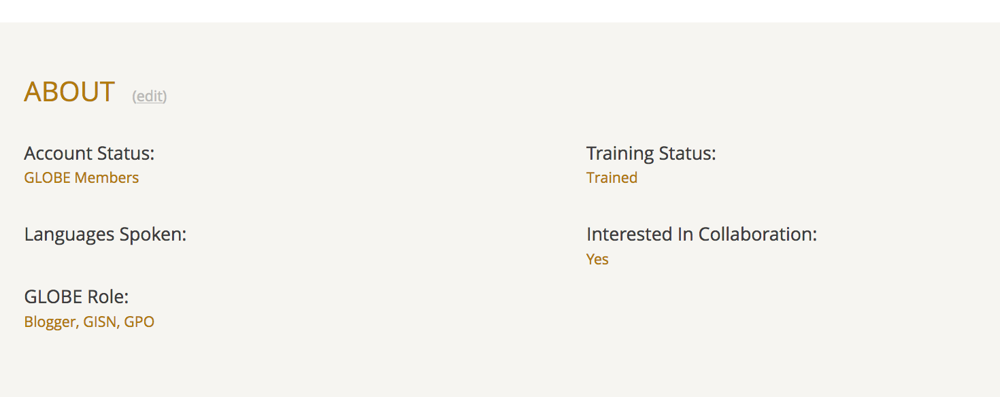 ABOUT (edit)
Account Status:
GLOBE Members
Training Status:
Trained
Languages Spoken:
Interested In Collaboration:
Yes
GLOBE Role:
Blogger, GISN, GPO